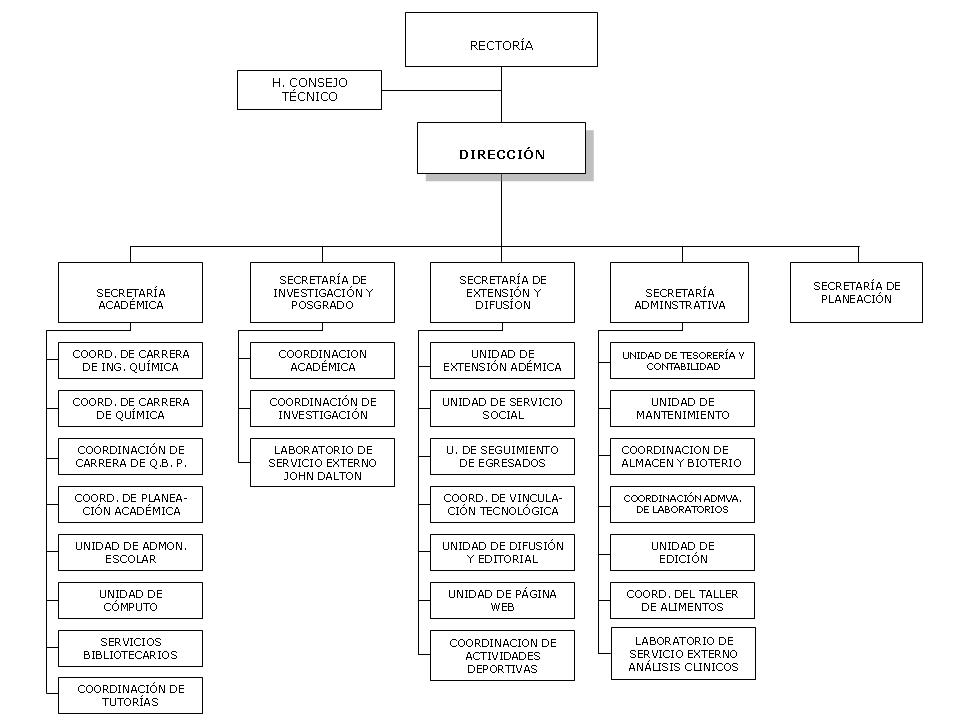 RECTORÍA
H. CONSEJO
TÉCNICO
DIRECCIÓN
SECRETARÍA
ACADÉMICA
COORD. DE CARRERA
DE ING. QUÍMICA
COORD. DE CARRERA
DE QUÍMICA
COORDINACIÓN DE
CARRERA DE Q.B. P.
COORD. DE PLANEA-
CIÓN ACADÉMICA
UNIDAD DE ADMON.
ESCOLAR
UNIDAD DE
CÓMPUTO
SERVICIOS
BIBLIOTECARIOS
COORDINACIÓN DE
TUTORÍAS
SECRETARÍA DE
INVESTIGACIÓN Y
POSGRADO
COORDINACION
ACADÉMICA
COORDINACIÓN DE
INVESTIGACIÓN
LABORATORIO DE
SERVICIO EXTERNO
JOHN DALTON
SECRETARÍA DE
EXTENSIÓN Y
DIFUSIÓN
UNIDAD DE
EXTENSIÓN ADÉMICA
UNIDAD DE SERVICIO
SOCIAL
U. DE SEGUIMIENTO
DE EGRESADOS
COORD. DE VINCULA-
CIÓN TECNOLÓGICA
UNIDAD DE DIFUSIÓN
Y EDITORIAL
UNIDAD DE PÁGINA
WEB
COORDINACION DE
ACTIVIDADES
DEPORTIVAS
SECRETARÍA
ADMINSTRATIVA
UNIDAD DE TESORERÍA Y
CONTABILIDAD
UNIDAD DE
MANTENIMIENTO
COORDINACION DE
ALMACEN Y BIOTERIO
COORDINACIÓN ADMVA.
DE LABORATORIOS
UNIDAD DE
EDICIÓN
COORD. DEL TALLER
DE ALIMENTOS
LABORATORIO DE
SERVICIO EXTERNO
ANÁLISIS CLINICOS
SECRETARÍA DE
PLANEACIÓN